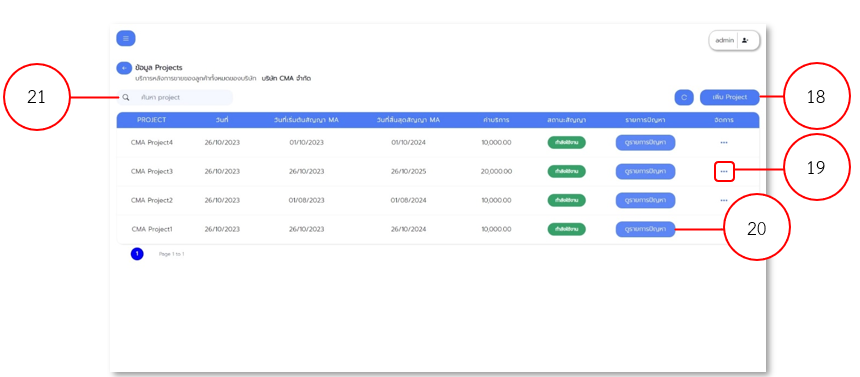 admin
ข้อมูล Projects
บริการหลังการขายของลูกค้าทั้งหมดของบริษัท บริษัท CMA จำกัด
21
ค้นหา project
เพิ่ม Project
18
PROJECT วันที่ วันที่เริ่มต้นสัญญา MA วันที่สิ้นสุดสัญญา MA ค่าบริการ สถานะสัญญา รายการปัญหา จัดการ
CMA Project4 26/10/2023 01/10/2023 01/10/2024 10,000.00 กำลังใช้งาน ดูรายการปัญหา
CMA Project3 26/10/2023 26/10/2023 26/10/2025 20,000.00 กำลังใช้งาน ดูรายการปัญหา
19
CMA Project2 26/10/2023 01/08/2023 01/08/2024 10,000.00 กำลังใช้งาน ดูรายการปัญหา
CMA Project1 26/10/2023 26/10/2023 26/10/2024 10,000.00 กำลังใช้งาน ดูรายการปัญหา
20
1 Page 1 to 1